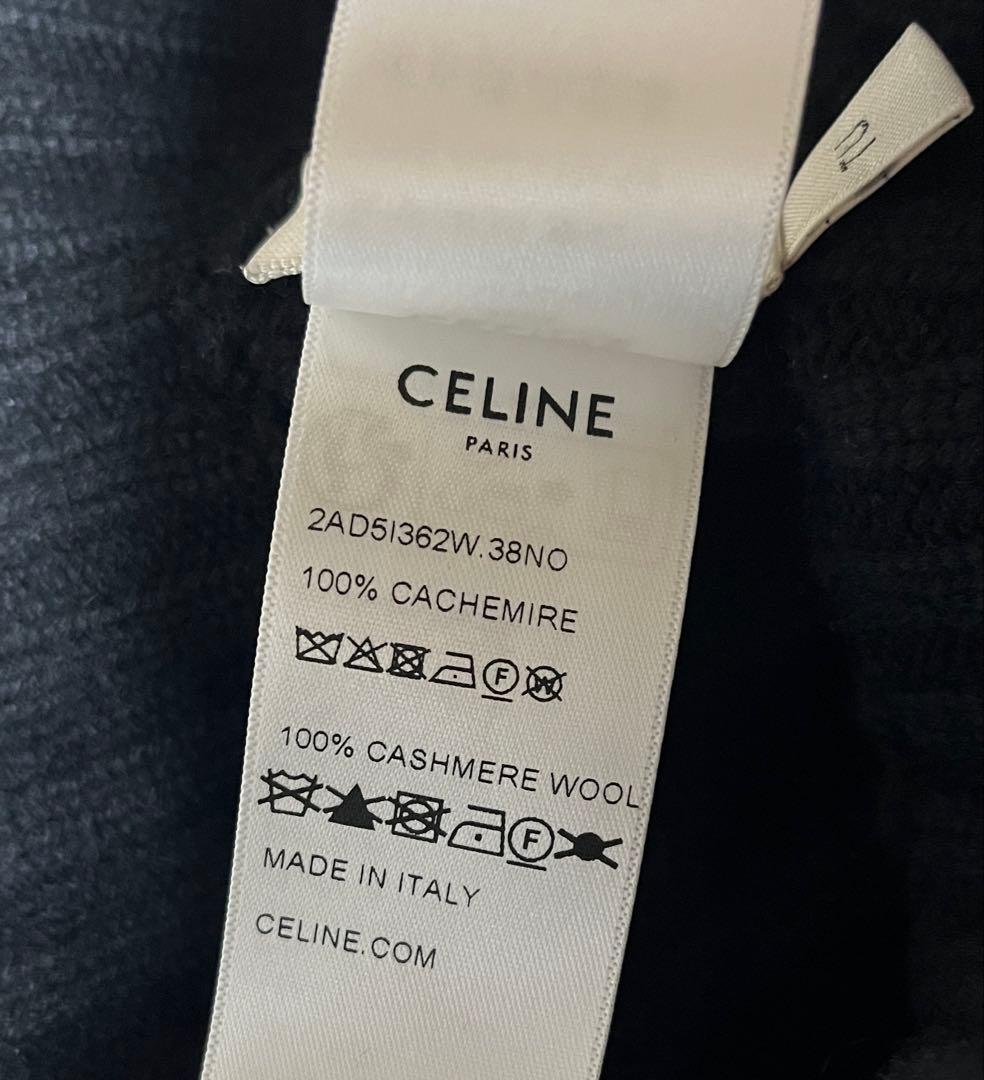 CELINE
PARIS
2AD5I362W.38NO
100% CACHEMIRE
F W
100% CASHMERE WOOL
F
MADE IN ITALY
CELINE.COM